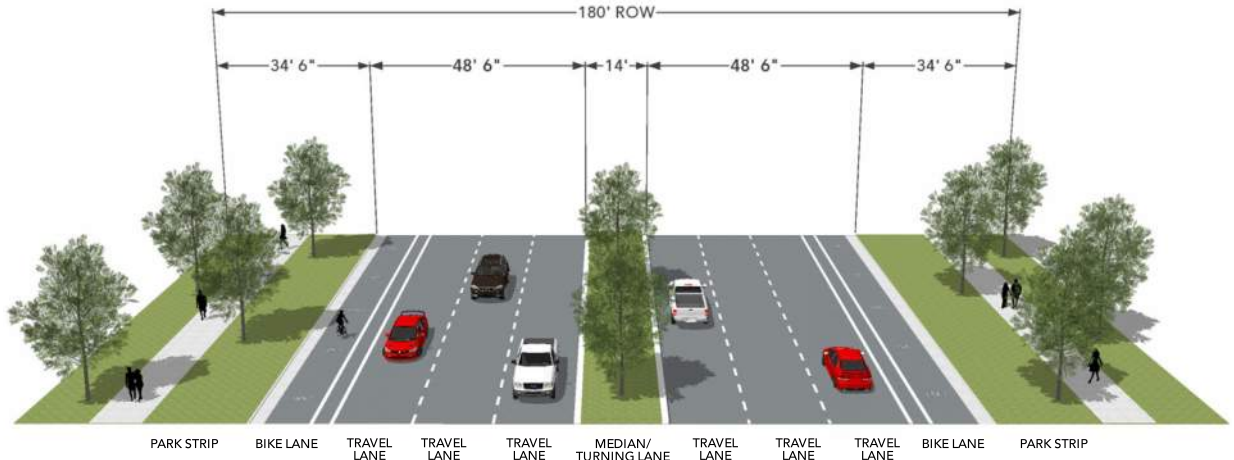 180' ROW
34' 6" 48' 6" 14' 48' 6" 34' 6"
PARK STRIP BIKE LANE TRAVEL LANE TRAVEL LANE TRAVEL LANE MEDIAN/ TURNING LANE TRAVEL LANE TRAVEL LANE TRAVEL LANE BIKE LANE PARK STRIP